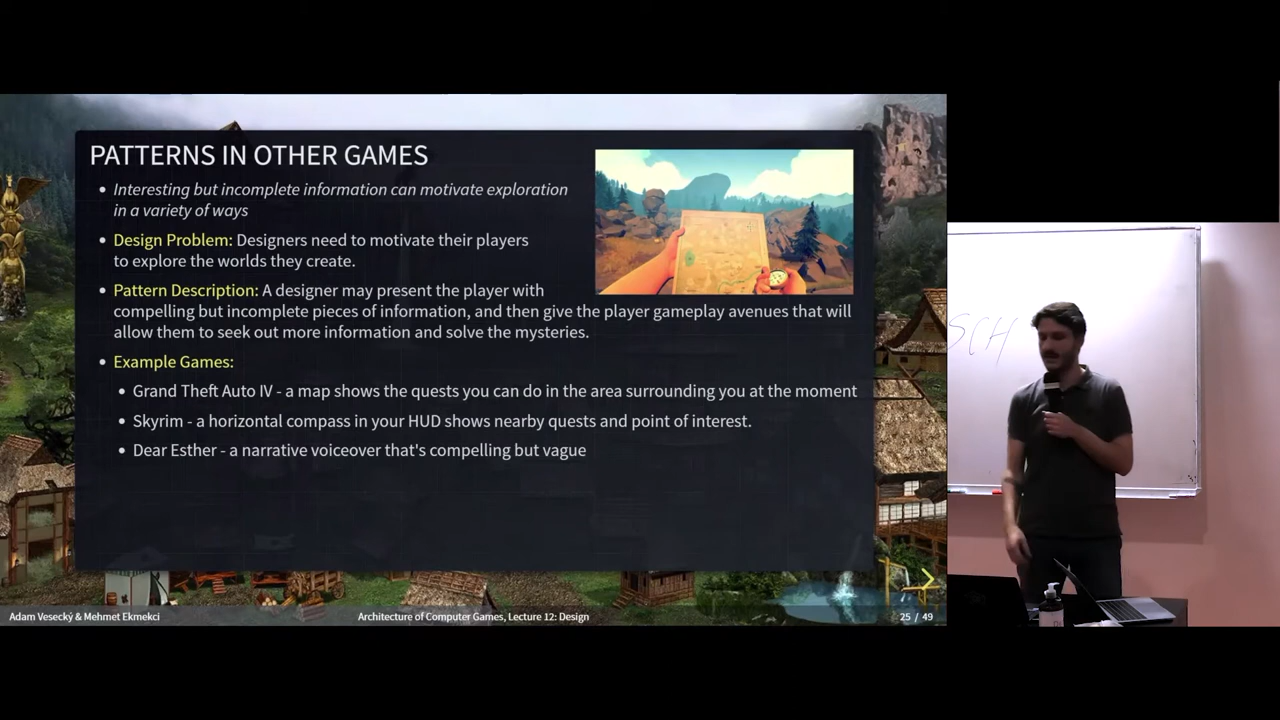 PATTERNS IN OTHER GAMES
• Interesting but incomplete information can motivate exploration
in a variety of ways
• Design Problem: Designers need to motivate their players
to explore the worlds they create.
• Pattern Description: A designer may present the player with
compelling but incomplete pieces of information, and then give the player gameplay avenues that will
allow them to seek out more information and solve the mysteries.
• Example Games:
• Grand Theft Auto IV - a map shows the quests you can do in the area surrounding you at the moment
• Skyrim - a horizontal compass in your HUD shows nearby quests and point of interest.
• Dear Esther - a narrative voiceover that's compelling but vague
Adam Vesecký & Mehmet Ekmekci
Architecture of Computer Games, Lecture 12: Design
25 / 49
SCH